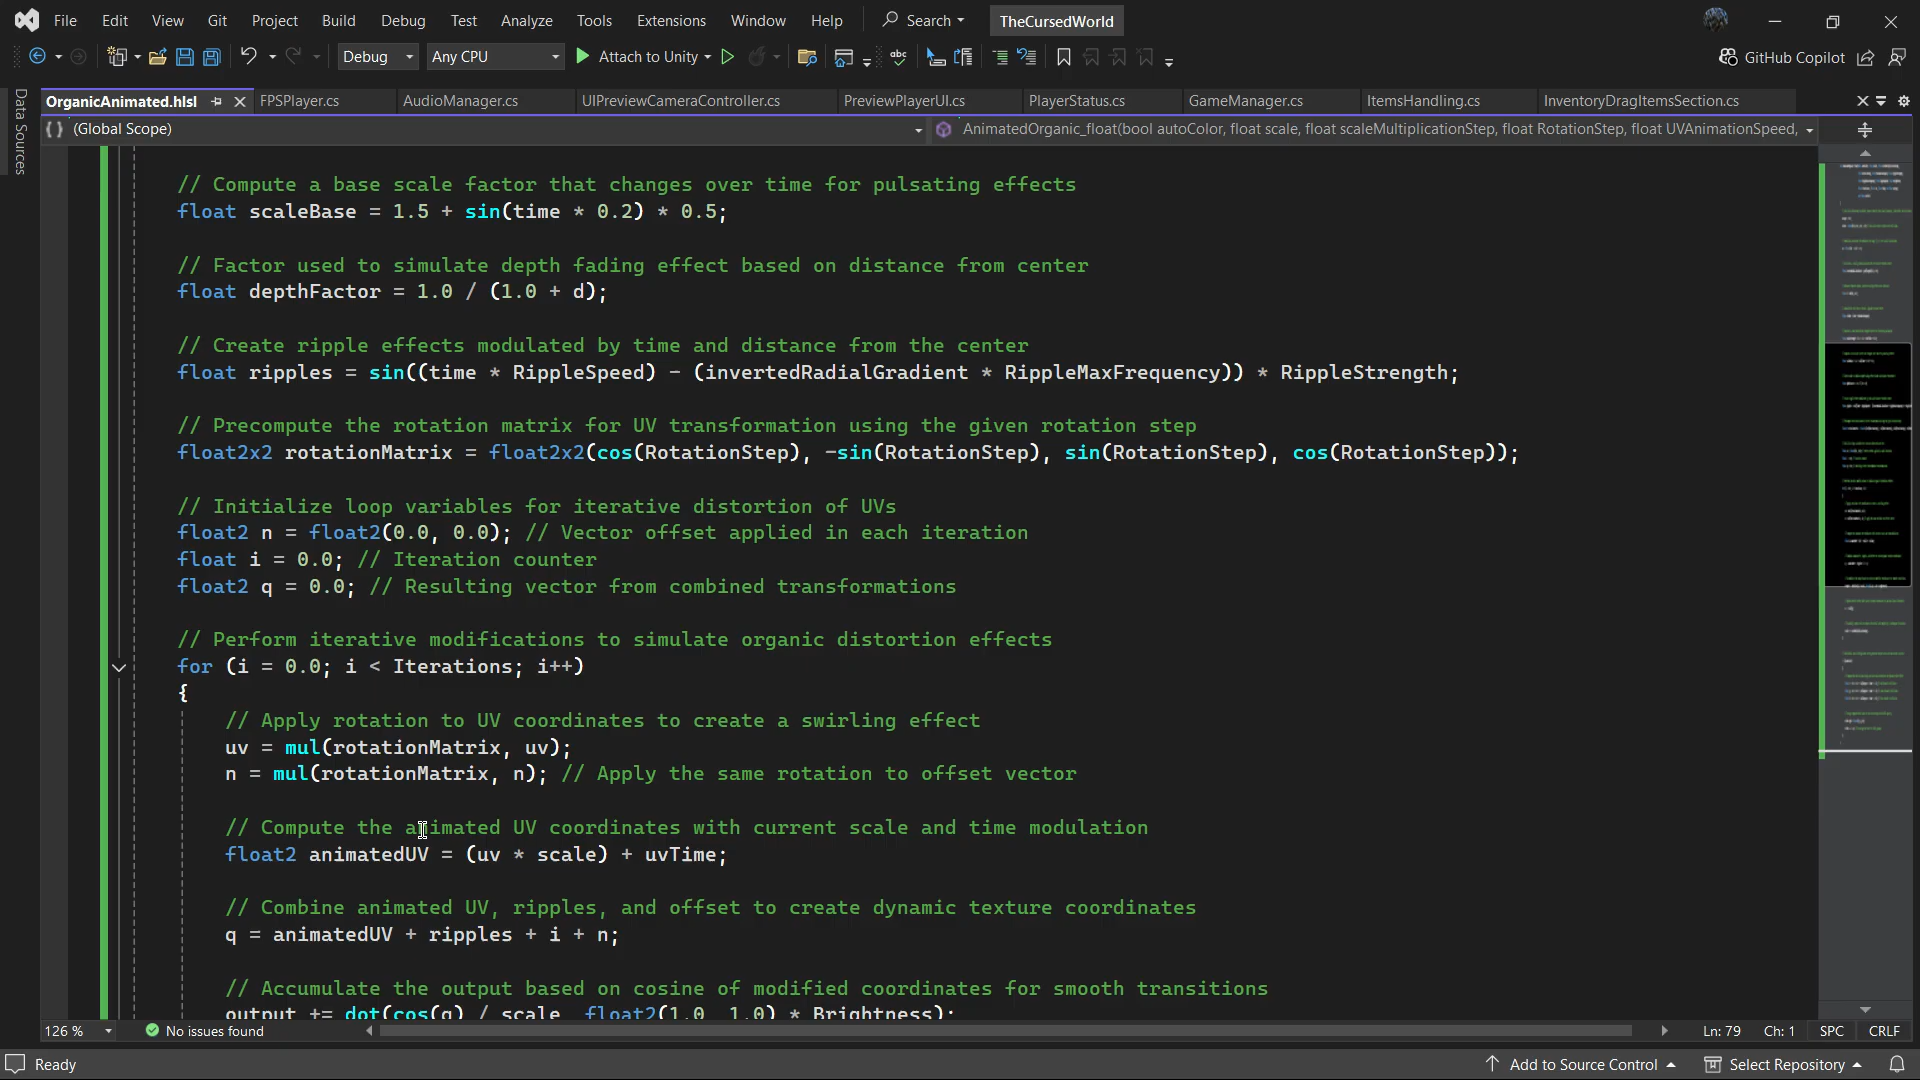 File Edit View Git Project Build Debug Test Analyze Tools Extensions Window Help Search TheCursedWorld
Debug Any CPU Attach to Unity abc GitHub Copilot
Data Sources
OrganicAnimated.hlsl FPSPlayer.cs AudioManager.cs UIPreviewCameraController.cs PreviewPlayerUI.cs PlayerStatus.cs GameManager.cs ItemsHandling.cs InventoryDragItemsSection.cs
{ } (Global Scope) AnimatedOrganic_float(bool autoColor, float scale, float scaleMultiplicationStep, float RotationStep, float UVAnimationSpeed,
// Compute a base scale factor that changes over time for pulsating effects
float scaleBase = 1.5 + sin(time * 0.2) * 0.5;
// Factor used to simulate depth fading effect based on distance from center
float depthFactor = 1.0 / (1.0 + d);
// Create ripple effects modulated by time and distance from the center
float ripples = sin((time * RippleSpeed) - (invertedRadialGradient * RippleMaxFrequency)) * RippleStrength;
// Precompute the rotation matrix for UV transformation using the given rotation step
float2x2 rotationMatrix = float2x2(cos(RotationStep), -sin(RotationStep), sin(RotationStep), cos(RotationStep));
// Initialize loop variables for iterative distortion of UVs
float2 n = float2(0.0, 0.0); // Vector offset applied in each iteration
float i = 0.0; // Iteration counter
float2 q = 0.0; // Resulting vector from combined transformations
// Perform iterative modifications to simulate organic distortion effects
for (i = 0.0; i < Iterations; i++)
{
// Apply rotation to UV coordinates to create a swirling effect
uv = mul(rotationMatrix, uv);
n = mul(rotationMatrix, n); // Apply the same rotation to offset vector
// Compute the animated UV coordinates with current scale and time modulation
float2 animatedUV = (uv * scale) + uvTime;
// Combine animated UV, ripples, and offset to create dynamic texture coordinates
q = animatedUV + ripples + i + n;
// Accumulate the output based on cosine of modified coordinates for smooth transitions
output += dot(cos(q) / scale, float2(1.0, 1.0) * Brightness);
126 % No issues found Ln: 79 Ch: 1 SPC CRLF
Ready Add to Source Control Select Repository